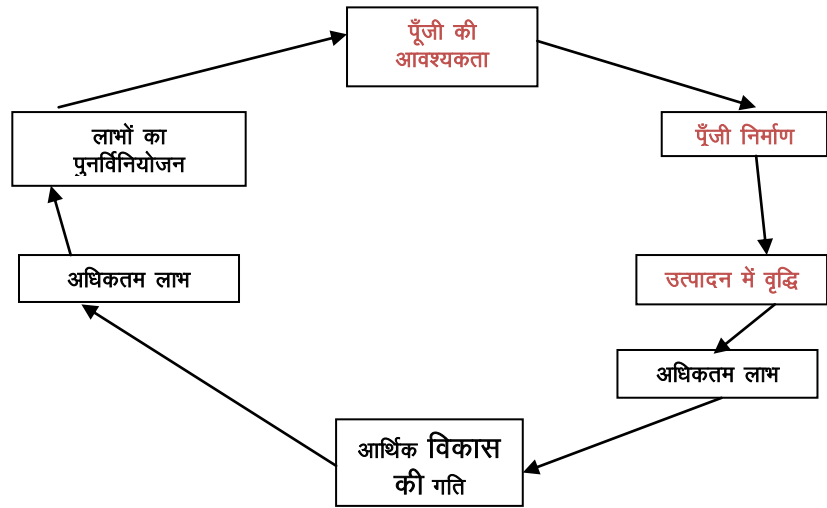 पूँजी की
आवश्यकता
पूँजी निर्माण
उत्पादन में वृद्धि
अधिकतम लाभ
आर्थिक विकास
की गति
अधिकतम लाभ
लाभों का
पुनर्विनियोजन